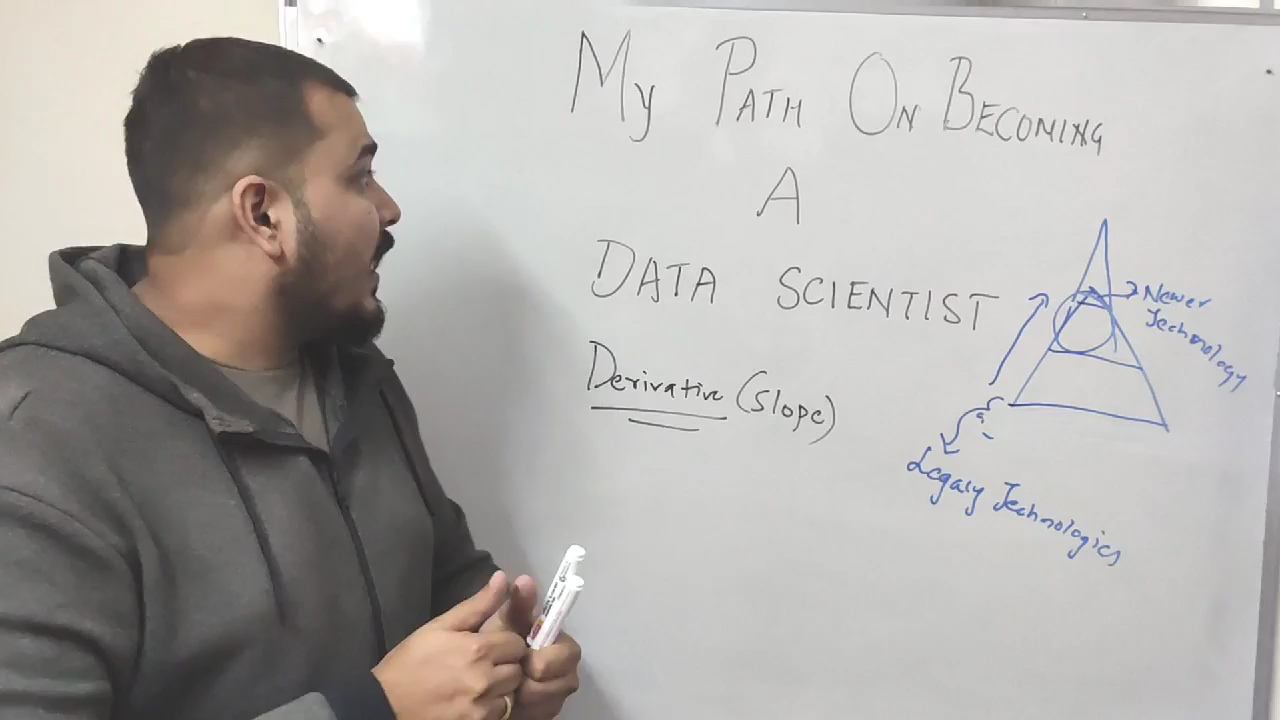 My PATH ON BECOMING
A
DATA SCIENTIST
Derivative (Slope)
Newer
Technology
Legacy Technologies